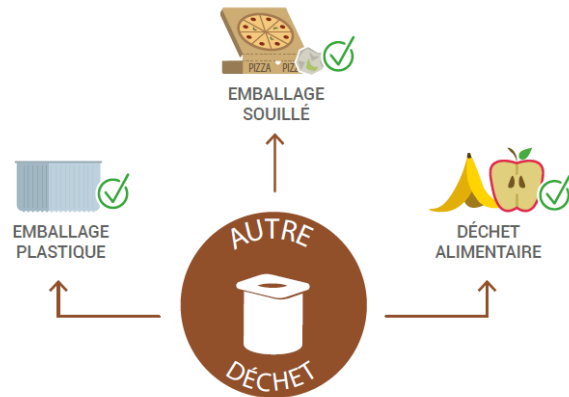 PIZZA PIZ
EMBALLAGE
SOUILLÉ
EMBALLAGE
PLASTIQUE
DÉCHET
ALIMENTAIRE
AUTRE
DÉCHET